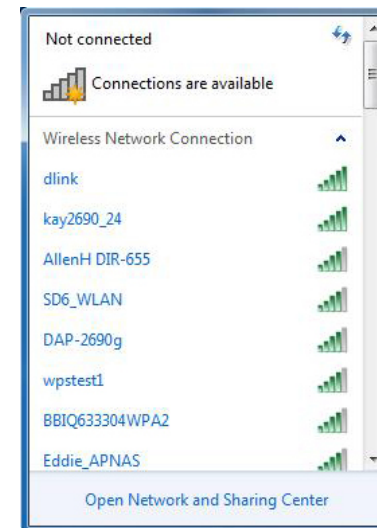 Not connected
Connections are available
Wireless Network Connection
dlink
kay2690_24
AllenH DIR-655
SD6_WLAN
DAP-2690g
wpstest1
BBIQ633304WPA2
Eddie_APNAS
Open Network and Sharing Center